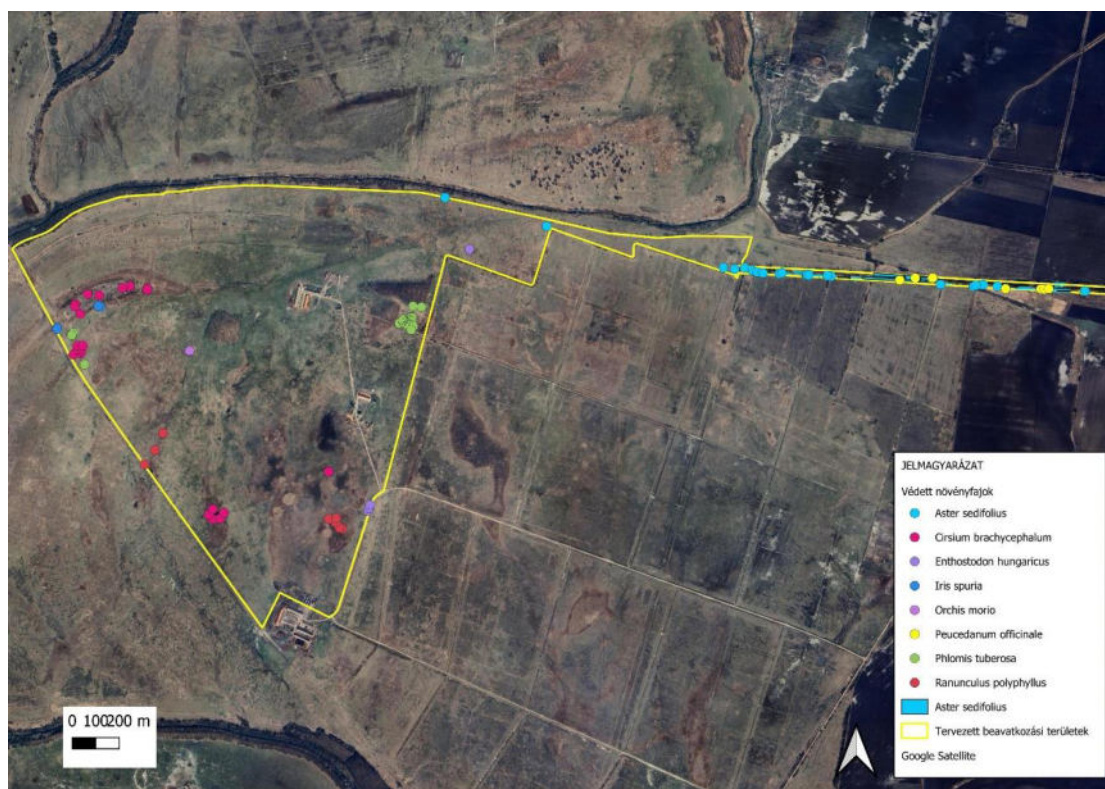 JELMAGYARÁZAT
Védett növényfajok
Aster sedifolius
Cirsium brachycephalum
Enthostodon hungaricus
Iris spuria
Orchis morio
Peucedanum officinale
Phlomis tuberosa
Ranunculus polyphyllus
Aster sedifolius
Tervezett beavatkozási területek
Google Satellite
0 100200 m